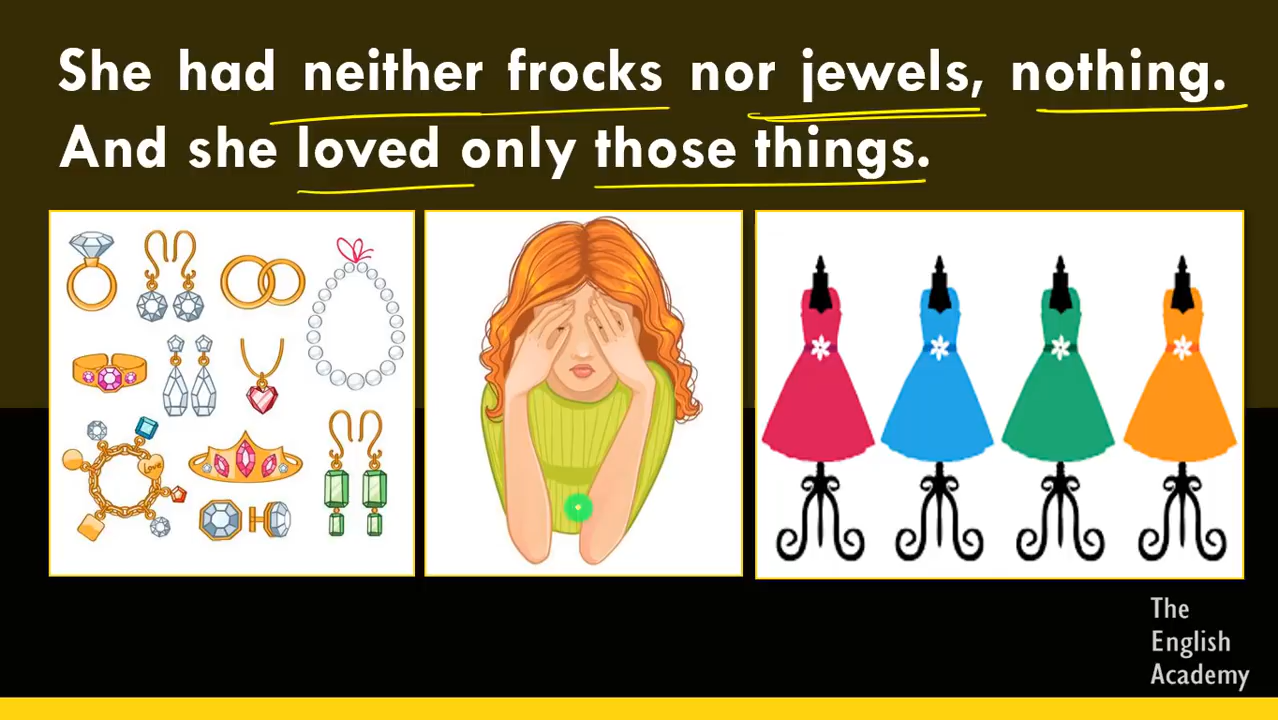 She had neither frocks nor jewels, nothing.
And she loved only those things.
Love
The
English
Academy